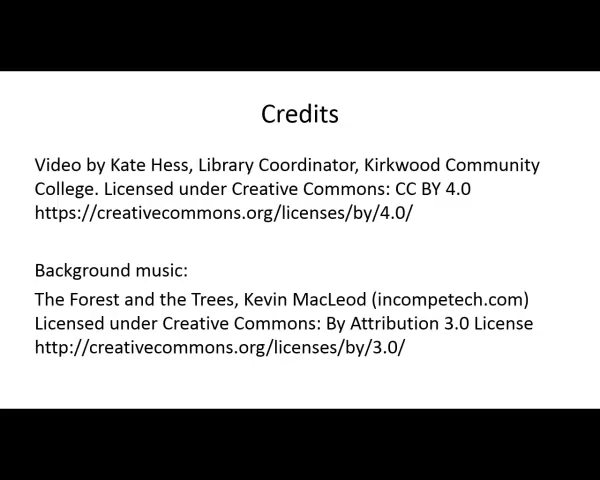 Credits
Video by Kate Hess, Library Coordinator, Kirkwood Community
College. Licensed under Creative Commons: CC BY 4.0
https://creativecommons.org/licenses/by/4.0/
Background music:
The Forest and the Trees, Kevin MacLeod (incompetech.com)
Licensed under Creative Commons: By Attribution 3.0 License
http://creativecommons.org/licenses/by/3.0/